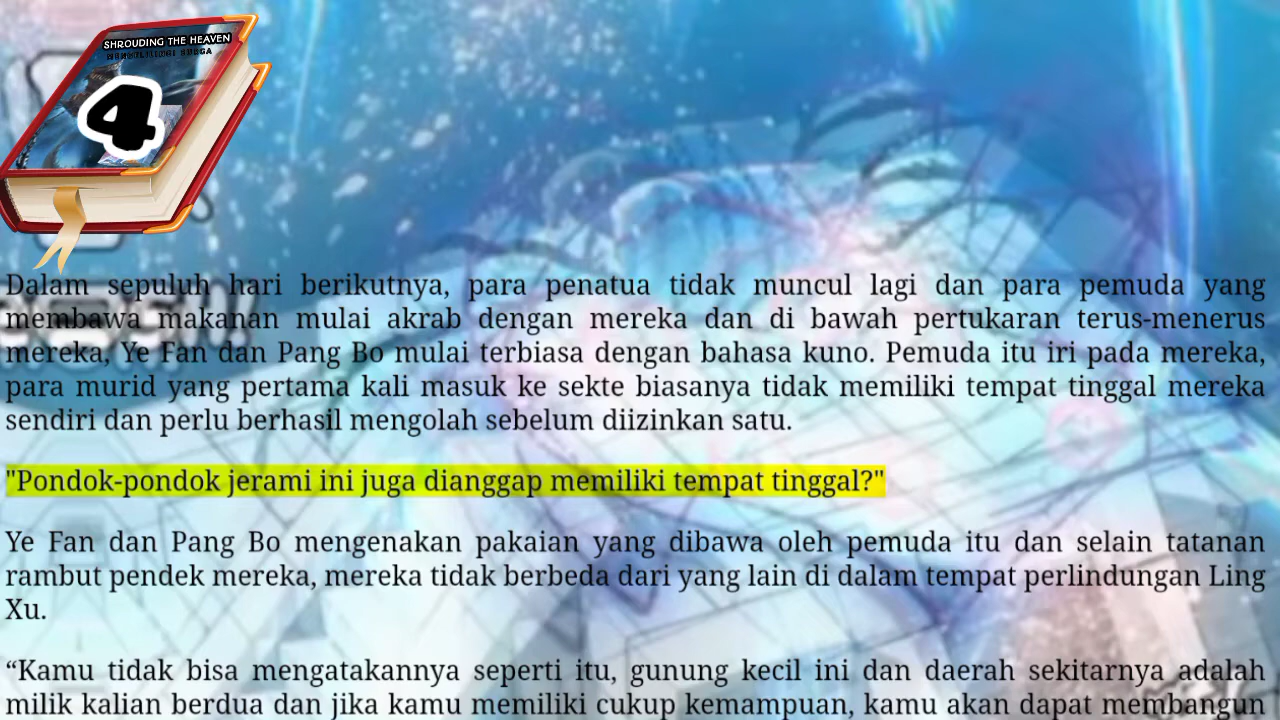 SHROUDING THE HEAVEN
4
Dalam sepuluh hari berikutnya, para penatua tidak muncul lagi dan para pemuda yang
membawa makanan mulai akrab dengan mereka dan di bawah pertukaran terus-menerus
mereka, Ye Fan dan Pang Bo mulai terbiasa dengan bahasa kuno. Pemuda itu iri pada mereka,
para murid yang pertama kali masuk ke sekte biasanya tidak memiliki tempat tinggal mereka
sendiri dan perlu berhasil mengolah sebelum diizinkan satu.
"Pondok-pondok jerami ini juga dianggap memiliki tempat tinggal?"
Ye Fan dan Pang Bo mengenakan pakaian yang dibawa oleh pemuda itu dan selain tatanan
rambut pendek mereka, mereka tidak berbeda dari yang lain di dalam tempat perlindungan Ling
Xu.
“Kamu tidak bisa mengatakannya seperti itu, gunung kecil ini dan daerah sekitarnya adalah
milik kalian berdua dan jika kamu memiliki cukup kemampuan, kamu akan dapat membangun